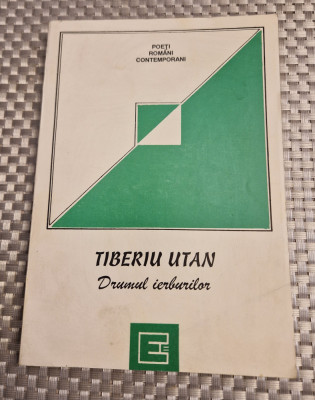 POEȚI
ROMÂNI
CONTEMPORANI
TIBERIU UTAN
Drumul ierburilor
E